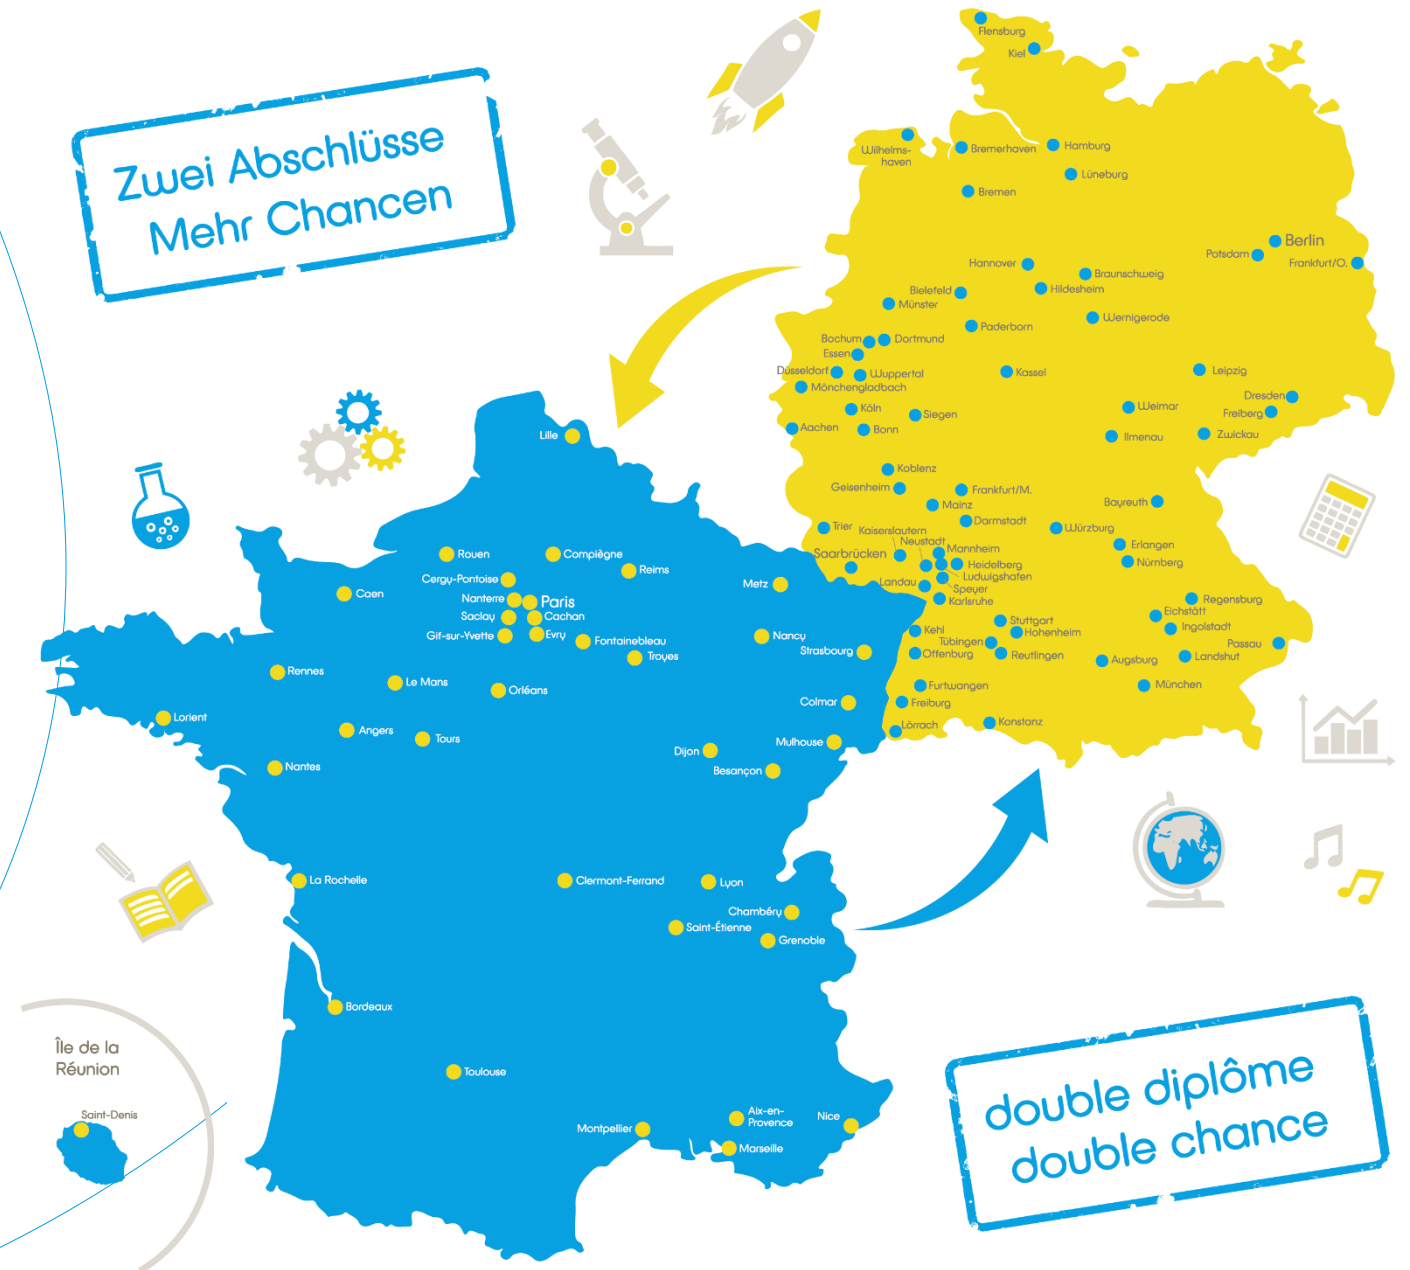 Zwei Abschlüsse
Mehr Chancen
Flensburg
Kiel
Wilhelms-
haven
Bremerhaven
Hamburg
Lüneburg
Bremen
Berlin
Potsdam
Frankfurt/O.
Hannover
Braunschweig
Bielefeld
Hildesheim
Münster
Wernigerode
Paderborn
Bochum
Dortmund
Essen
Düsseldorf
Wuppertal
Kassel
Leipzig
Mönchengladbach
Dresden
Köln
Siegen
Weimar
Freiberg
Aachen
Bonn
Ilmenau
Zwickau
Koblenz
Geisenheim
Frankfurt/M.
Mainz
Bayreuth
Darmstadt
Trier
Kaiserslautern
Würzburg
Neustadt
Erlangen
Saarbrücken
Mannheim
Heidelberg
Nürnberg
Ludwigshafen
Landau
Speyer
Karlsruhe
Regensburg
Eichstätt
Stuttgart
Ingolstadt
Kehl
Hohenheim
Tübingen
Passau
Offenburg
Reutlingen
Augsburg
Landshut
Furtwangen
München
Freiburg
Lörrach
Konstanz
Lille
Rouen
Compiègne
Reims
Cergy-Pontoise
Metz
Caen
Nanterre
Paris
Saclay
Cachan
Gif-sur-Yvette
Evry
Fontainebleau
Nancy
Troyes
Strasbourg
Rennes
Le Mans
Orléans
Colmar
Lorient
Angers
Tours
Mulhouse
Dijon
Nantes
Besançon
La Rochelle
Clermont-Ferrand
Lyon
Chambéry
Saint-Étienne
Grenoble
Bordeaux
Toulouse
Aix-en-
Provence
Nice
Montpellier
Marseille
Île de la
Réunion
Saint-Denis
double diplôme
double chance